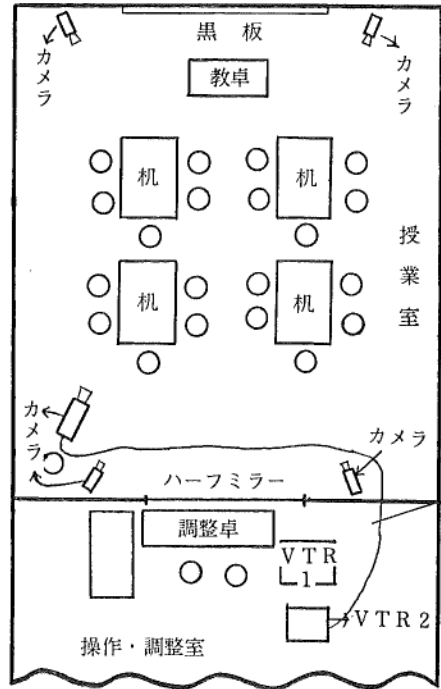 黒板
カメラ
カメラ
教卓
机
机
授業室
机
机
カメラ
カメラ
ハーフミラー
調整卓
VTR
1
VTR2
操作・調整室